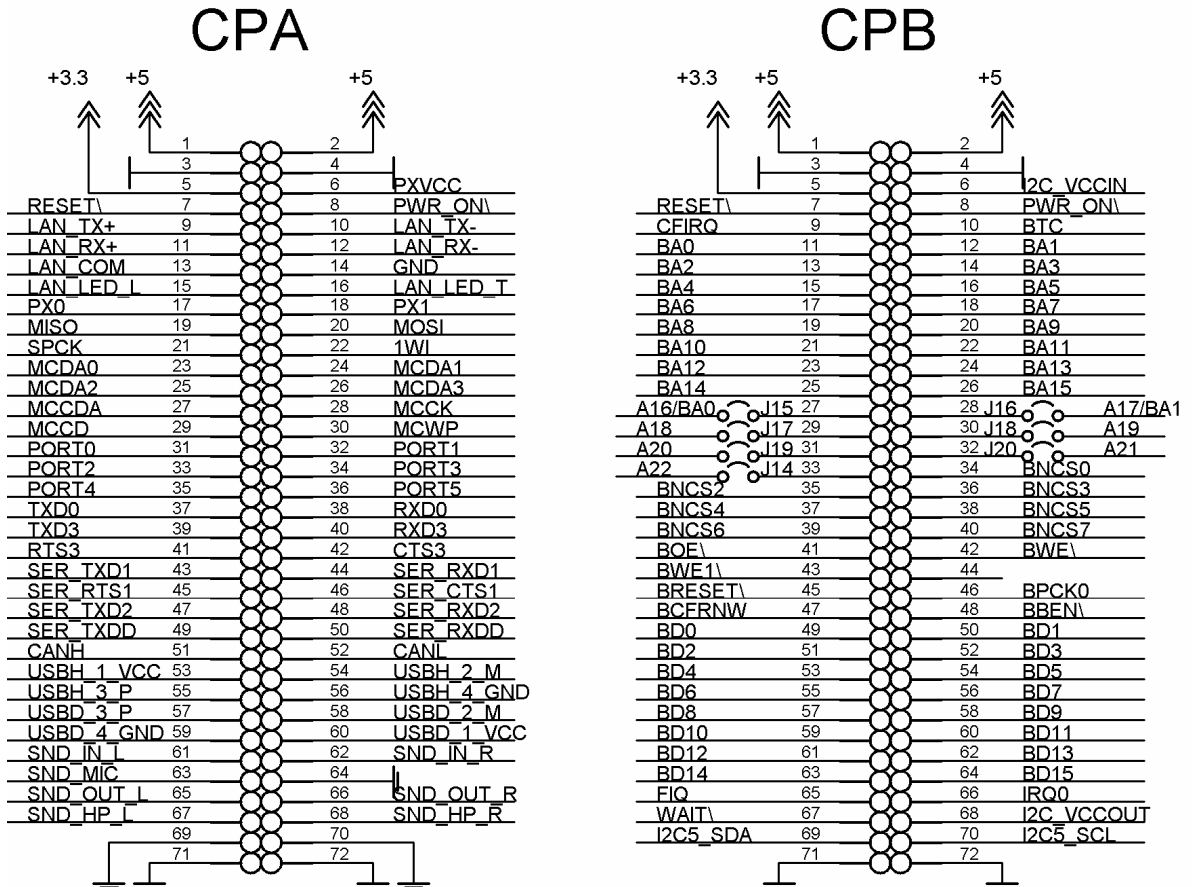 CPA CPB
+3.3 +5 +5 +3.3 +5 +5
1 2 1 2
3 4 3 4
5 6 PXVCC 5 6 I2C_VCCIN
RESET\ 7 8 PWR_ON\ RESET\ 7 8 PWR_ON\
LAN_TX+ 9 10 LAN_TX- CFIRQ 9 10 BTC
LAN_RX+ 11 12 LAN_RX- BA0 11 12 BA1
LAN_COM 13 14 GND BA2 13 14 BA3
LAN_LED_L 15 16 LAN_LED_T BA4 15 16 BA5
PX0 17 18 PX1 BA6 17 18 BA7
MISO 19 20 MOSI BA8 19 20 BA9
SPCK 21 22 1WI BA10 21 22 BA11
MCDA0 23 24 MCDA1 BA12 23 24 BA13
MCDA2 25 26 MCDA3 BA14 25 26 BA15
MCCDA 27 28 MCCK A16/BA0 J15 27 28 J16 A17/BA1
MCCD 29 30 MCWP A18 J17 29 30 J18 A19
PORT0 31 32 PORT1 A20 J19 31 32 J20 A21
PORT2 33 34 PORT3 A22 J14 33 34 BNCS0
PORT4 35 36 PORT5 BNCS2 35 36 BNCS3
TXD0 37 38 RXD0 BNCS4 37 38 BNCS5
TXD3 39 40 RXD3 BNCS6 39 40 BNCS7
RTS3 41 42 CTS3 BOE\ 41 42 BWE\
SER_TXD1 43 44 SER_RXD1 BWE1\ 43 44
SER_RTS1 45 46 SER_CTS1 BRESET\ 45 46 BPCK0
SER_TXD2 47 48 SER_RXD2 BCFRNW 47 48 BBEN\
SER_TXDD 49 50 SER_RXDD BD0 49 50 BD1
CANH 51 52 CANL BD2 51 52 BD3
USBH_1_VCC 53 54 USBH_2_M BD4 53 54 BD5
USBH_3_P 55 56 USBH_4_GND BD6 55 56 BD7
USBD_3_P 57 58 USBD_2_M BD8 57 58 BD9
USBD_4_GND 59 60 USBD_1_VCC BD10 59 60 BD11
SND_IN_L 61 62 SND_IN_R BD12 61 62 BD13
SND_MIC 63 64 BD14 63 64 BD15
SND_OUT_L 65 66 SND_OUT_R FIQ 65 66 IRQ0
SND_HP_L 67 68 SND_HP_R WAIT\ 67 68 I2C_VCCOUT
69 70 I2C5_SDA 69 70 I2C5_SCL
71 72 71 72